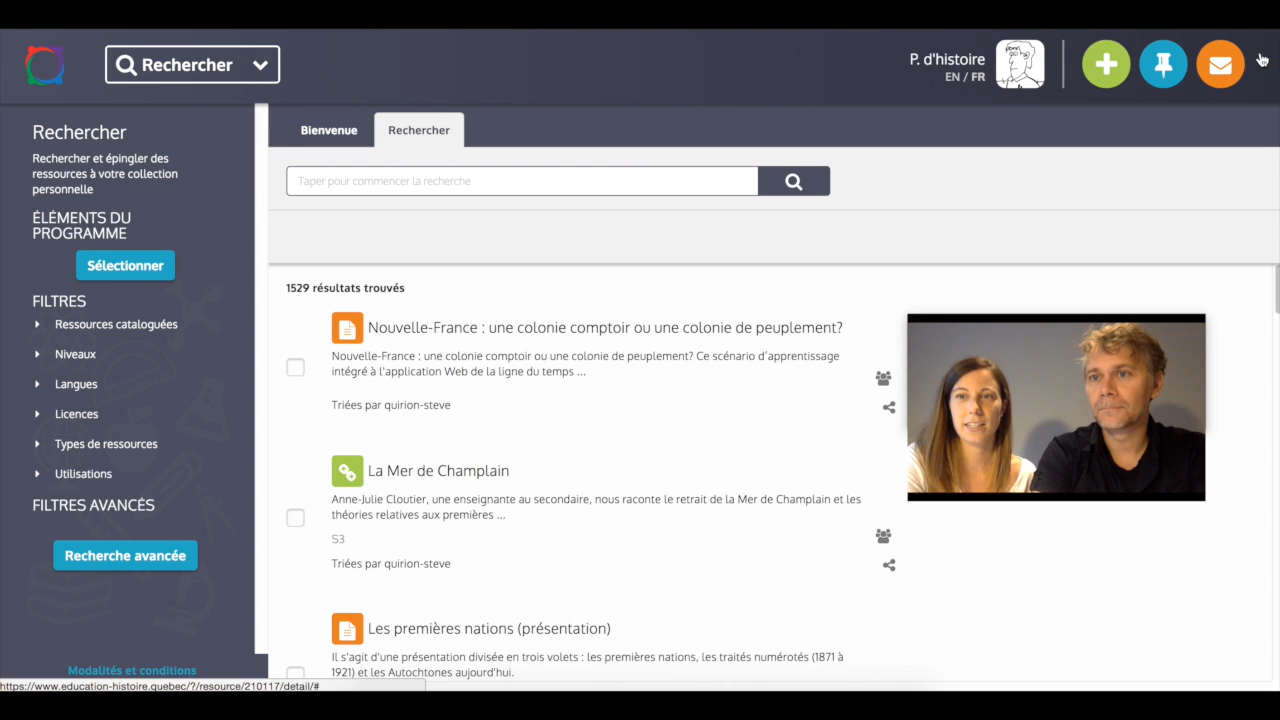 Rechercher
P. d'histoire
EN / FR
Rechercher
Rechercher et épingler des
ressources à votre collection
personnelle
ÉLÉMENTS DU
PROGRAMME
Sélectionner
FILTRES
Ressources cataloguées
Niveaux
Langues
Licences
Types de ressources
Utilisations
FILTRES AVANCÉS
Recherche avancée
Modalités et conditions
Bienvenue
Rechercher
Taper pour commencer la recherche
1529 résultats trouvés
Nouvelle-France : une colonie comptoir ou une colonie de peuplement?
Nouvelle-France : une colonie comptoir ou une colonie de peuplement? Ce scénario d'apprentissage
intégré à l'application Web de la ligne du temps ...
Triées par quirion-steve
La Mer de Champlain
Anne-Julie Cloutier, une enseignante au secondaire, nous raconte le retrait de la Mer de Champlain et les
théories relatives aux premières ...
S3
Triées par quirion-steve
Les premières nations (présentation)
Il s'agit d'une présentation divisée en trois volets : les premières nations, les traités numérotés (1871 à
1921) et les Autochtones aujourd'hui.
https://www.education-histoire.quebec/?/resource/210117/detail/#